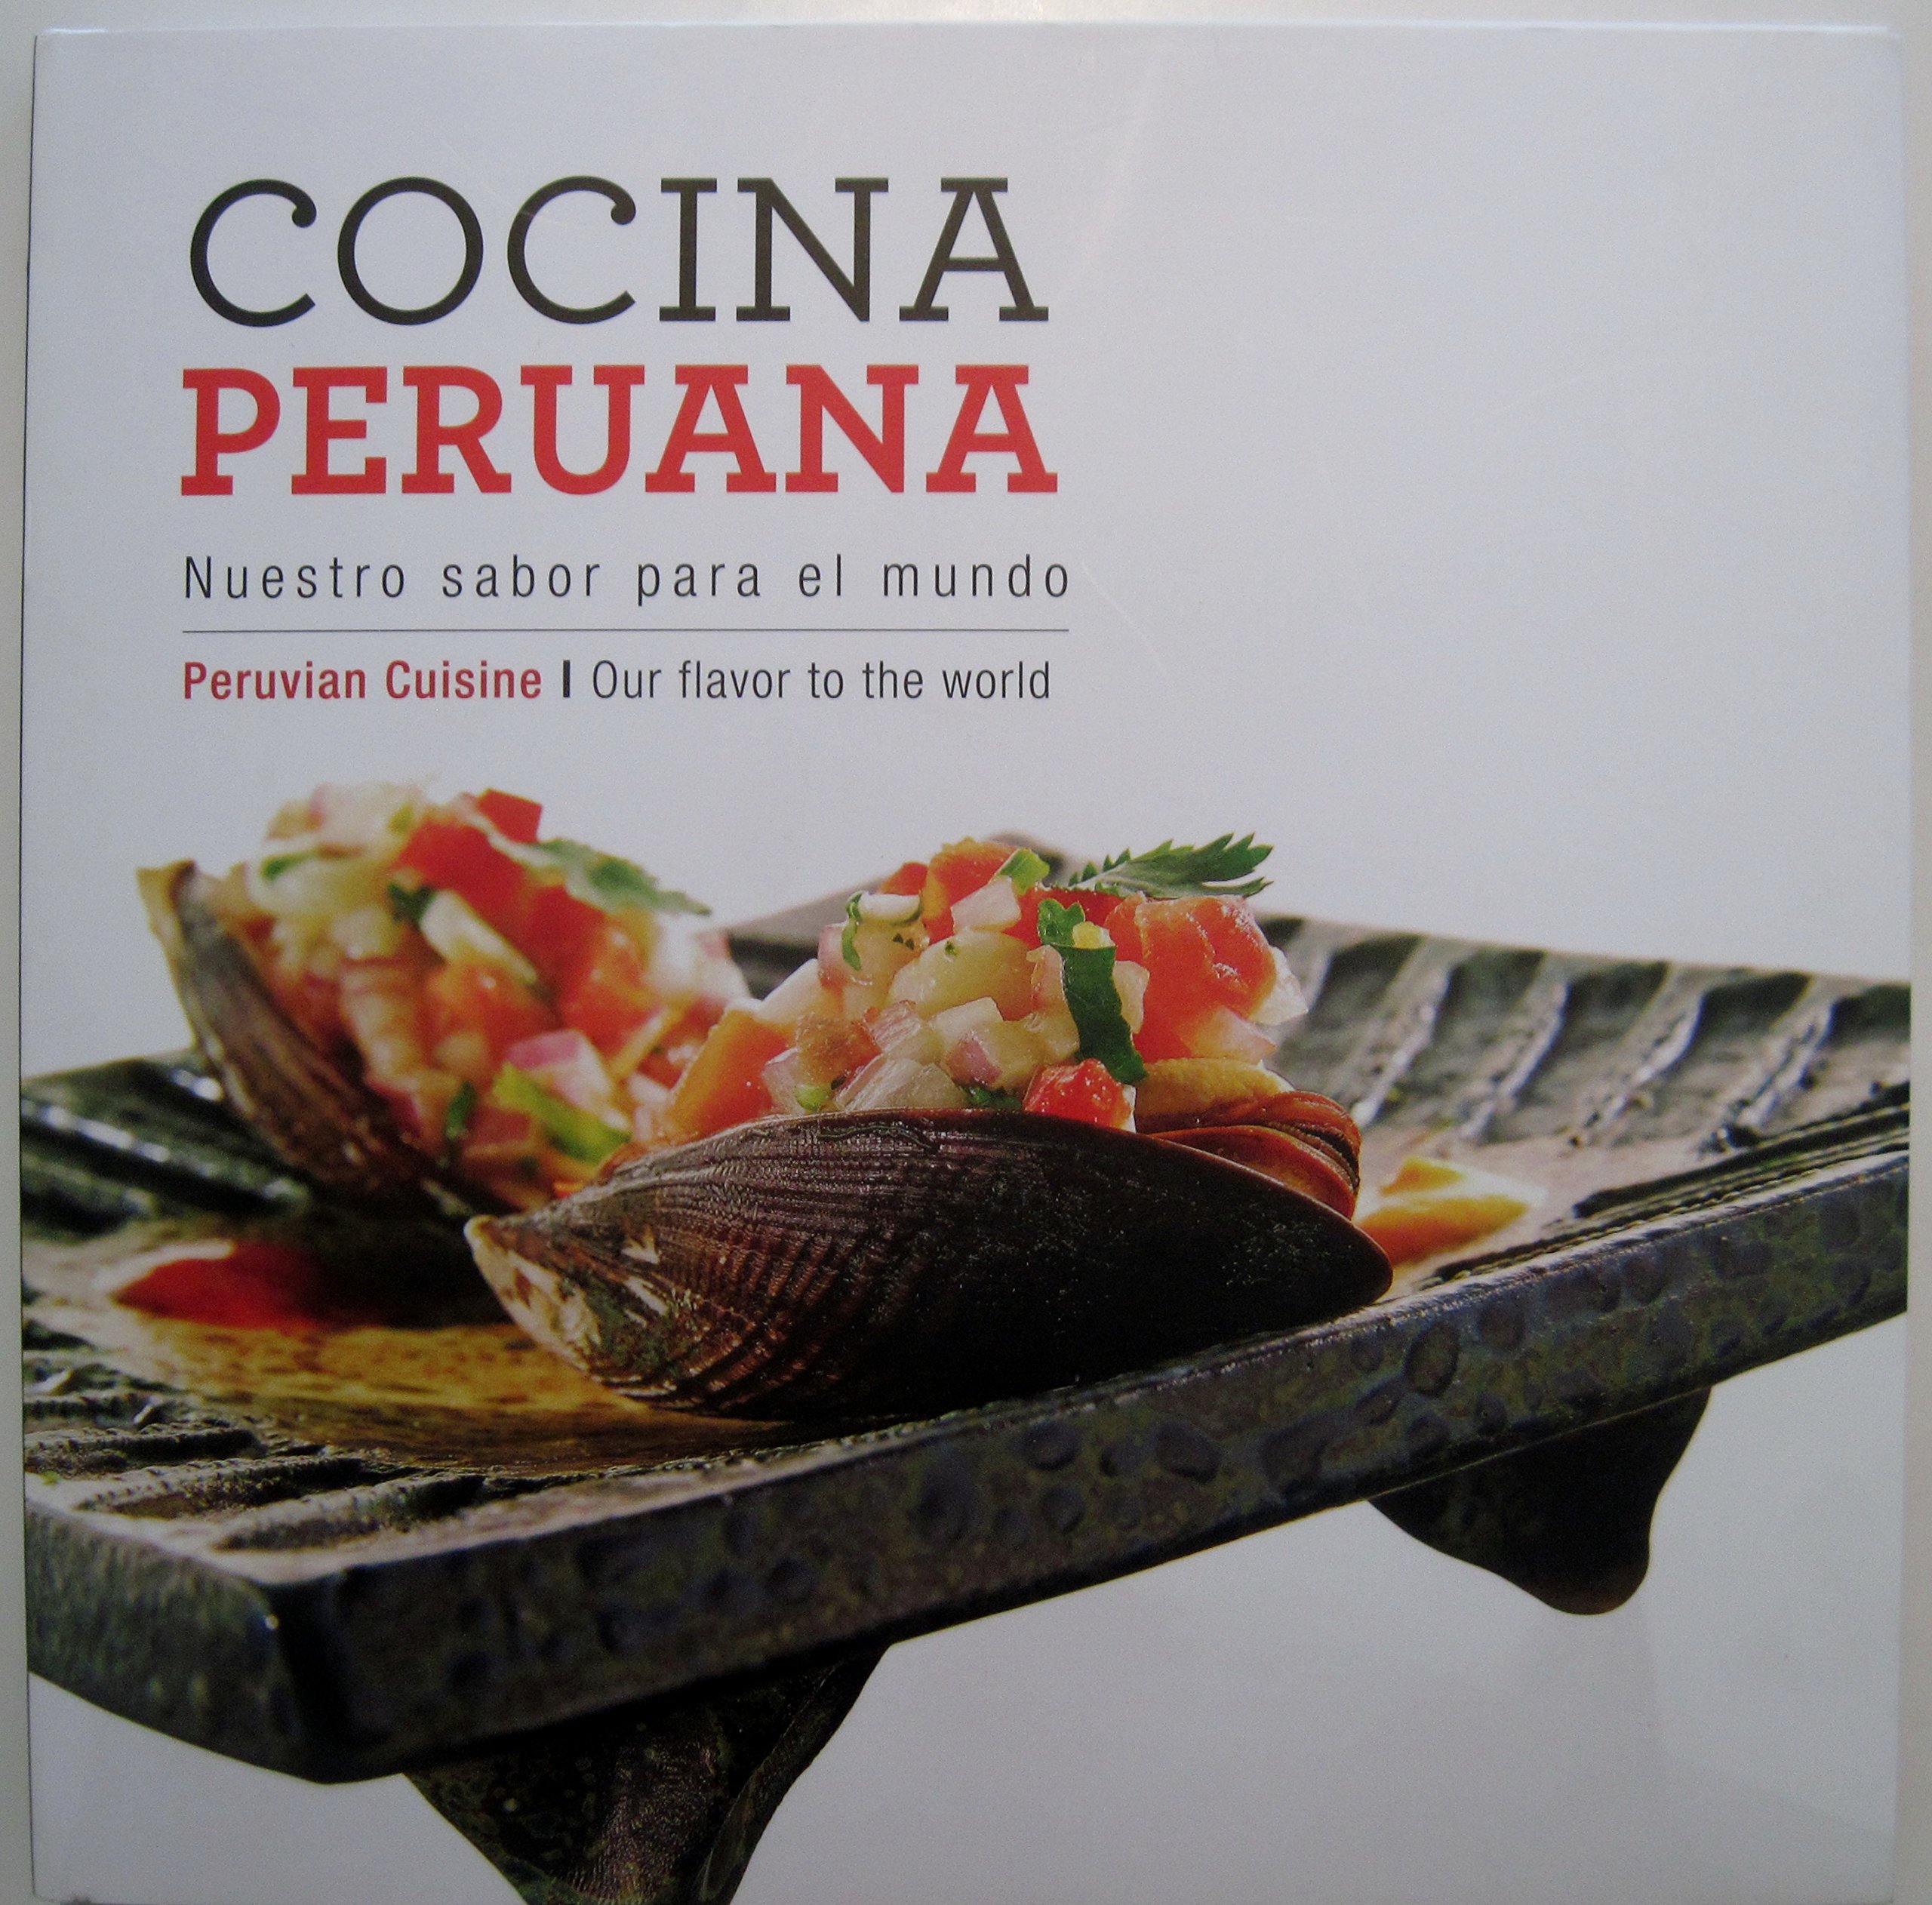 COCINA
PERUANA
Nuestro sabor para el mundo
Peruvian Cuisine | Our flavor to the world